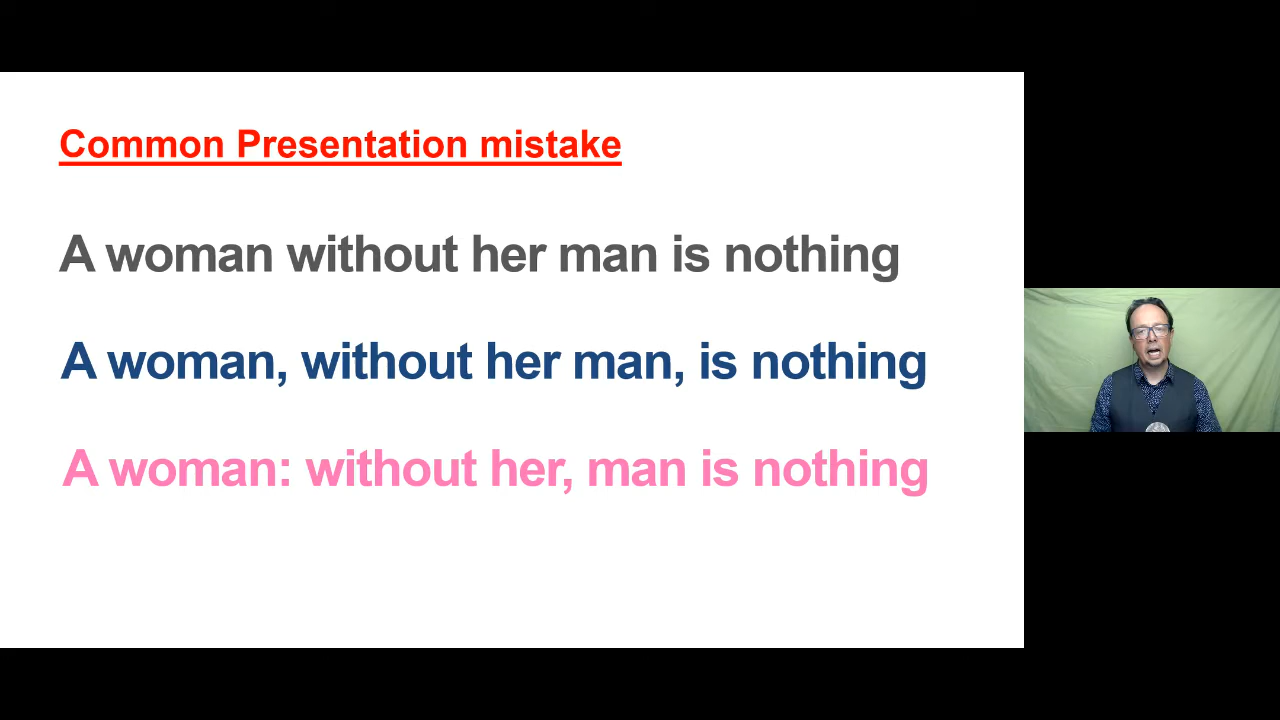 Common Presentation mistake
A woman without her man is nothing
A woman, without her man, is nothing
A woman: without her, man is nothing